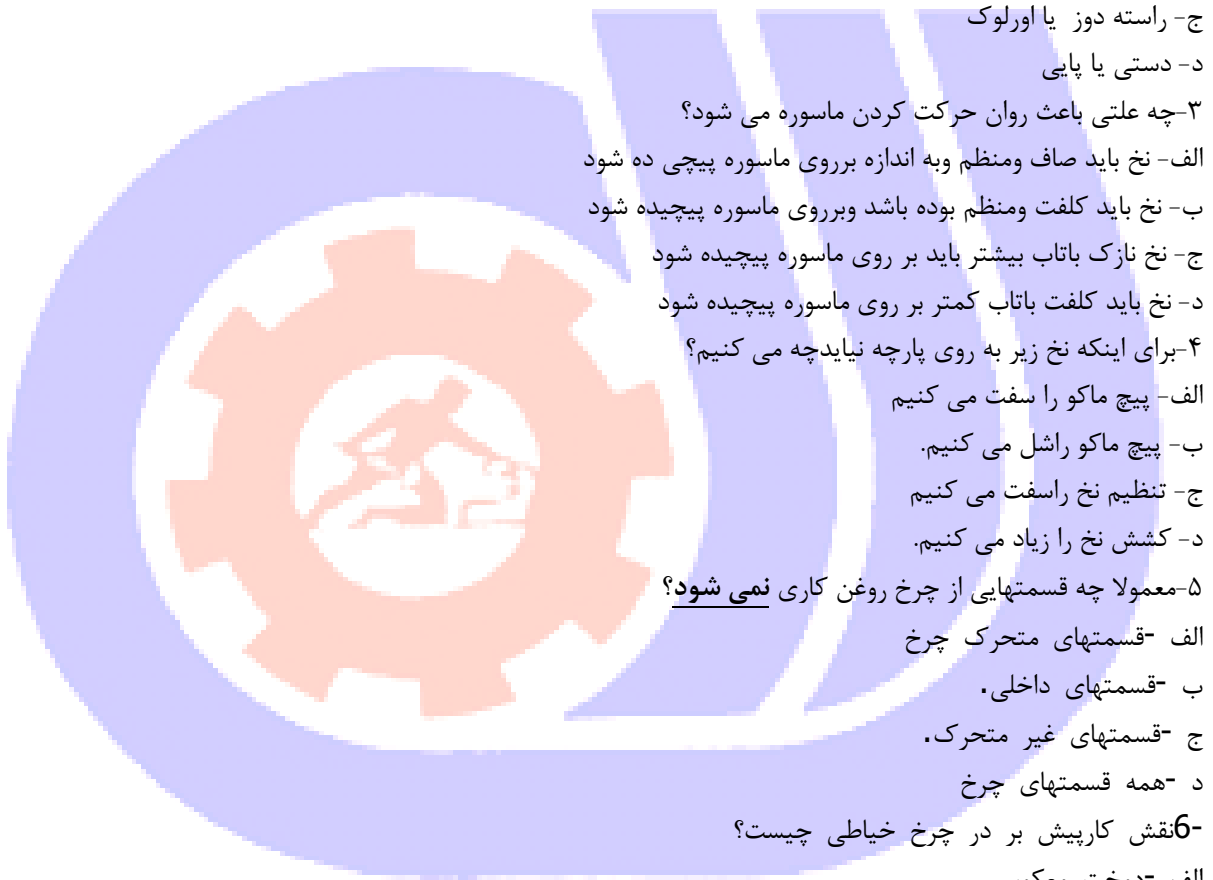 ج- راسته دوز یا اورلوک
د- دستی یا پایی
۳-چه علتی باعث روان حرکت کردن ماسوره می شود؟
الف- نخ باید صاف ومنظم وبه اندازه برروی ماسوره پیچی ده شود
ب- نخ باید کلفت ومنظم بوده باشد وبرروی ماسوره پیچیده شود
ج- نخ نازک باتاب بیشتر باید بر روی ماسوره پیچیده شود
د- نخ باید کلفت باتاب کمتر بر روی ماسوره پیچیده شود
۴-برای اینکه نخ زیر به روی پارچه نیایدچه می کنیم؟
الف- پیچ ماکو را سفت می کنیم
ب- پیچ ماکو راشل می کنیم.
ج- تنظیم نخ راسفت می کنیم
د- کشش نخ را زیاد می کنیم.
۵-معمولا چه قسمتهایی از چرخ روغن کاری نمی شود؟
الف -قسمتهای متحرک چرخ
ب -قسمتهای داخلی.
ج -قسمتهای غیر متحرک.
د -همه قسمتهای چرخ
-6نقش کارپیش بر در چرخ خیاطی چیست؟